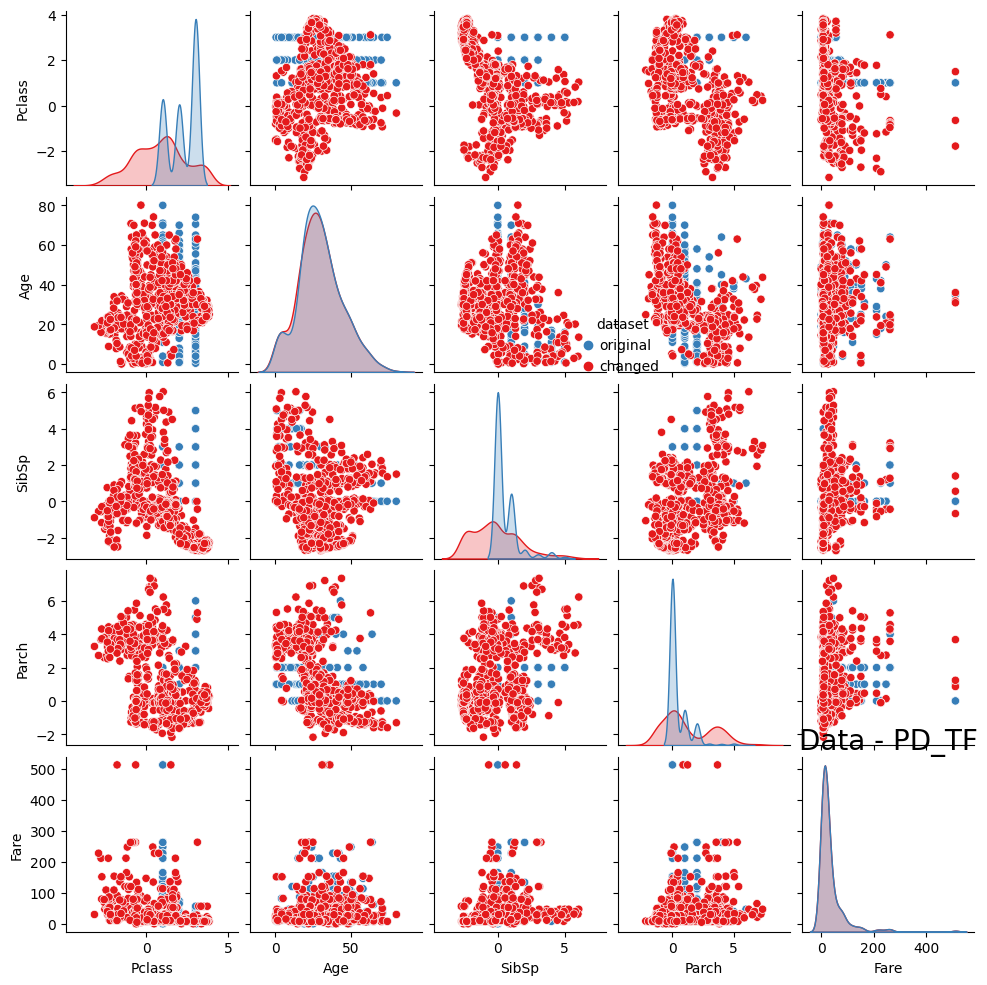 4
2
0
−2
Pclass
80
60
40
20
0
Age
dataset
original
changed
6
4
2
0
−2
SibSp
6
4
2
0
−2
Parch
Data - PD_TF
500
400
300
200
100
0
Fare
0 5
0 50
0 5
0 5
0 200 400
Pclass Age SibSp Parch Fare